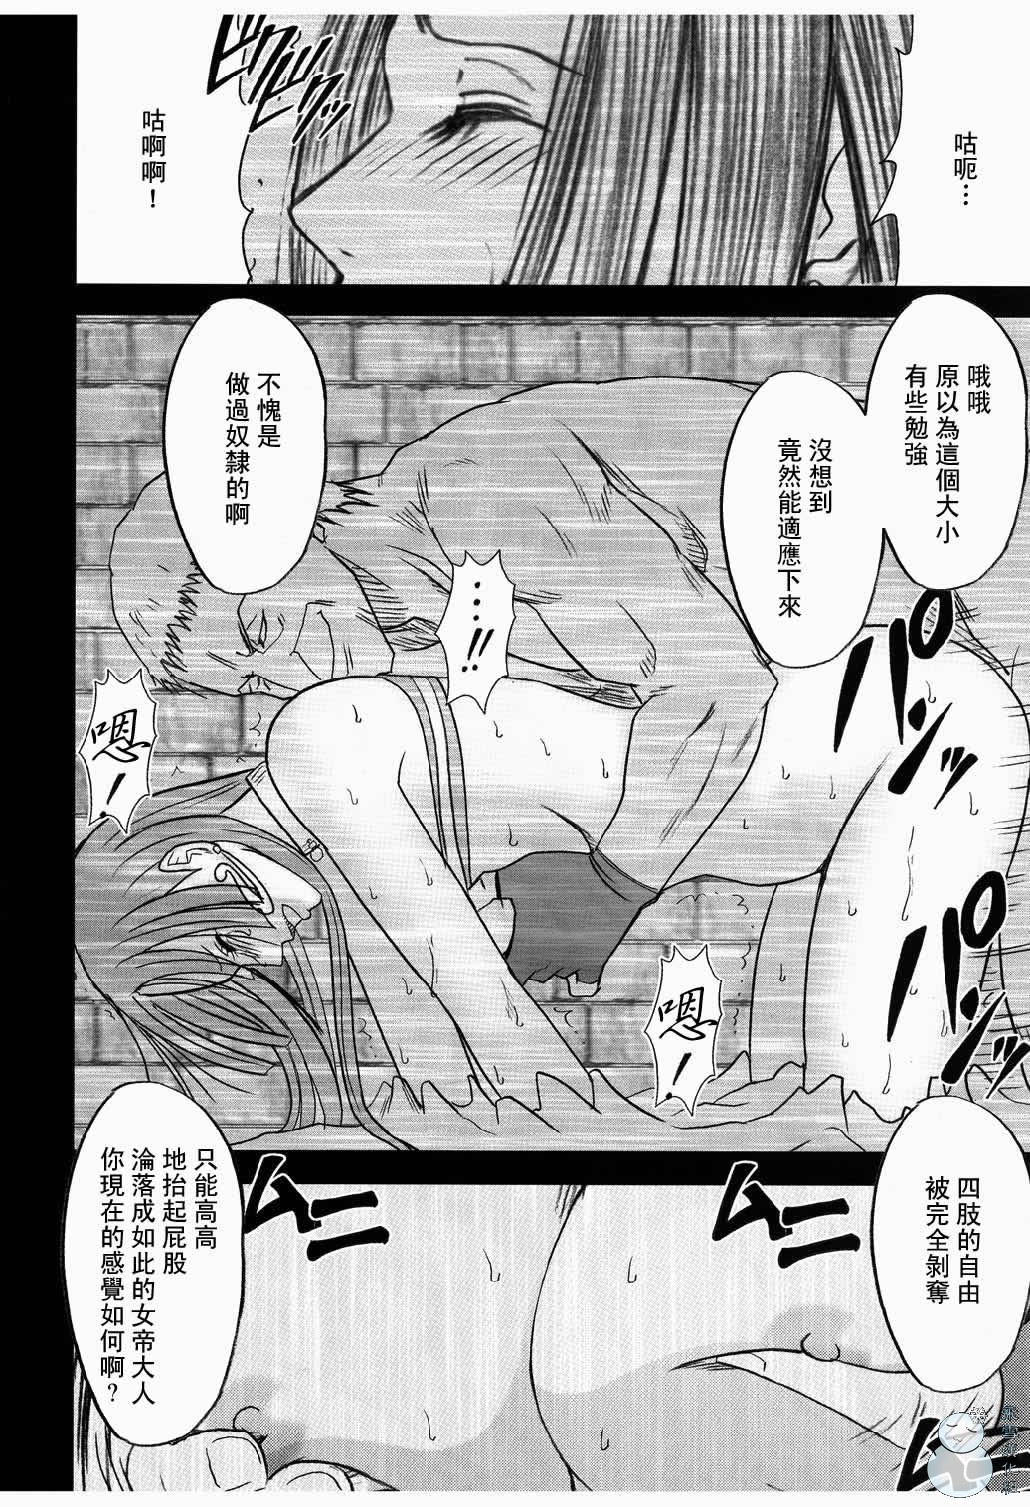 咕呃…
ビクビクッ
咕啊啊！
哦哦
原以為這個大小
有些勉強
沒想到
竟然能適應下來
不愧是
做過奴隸的啊
…!!
嗯！
パンッ
パンッ
嗯！
四肢的自由
被完全剝奪
ムニ
ムニ
只能高高
地抬起屁股
淪落成如此的女帝大人
你現在的感覺如何啊?